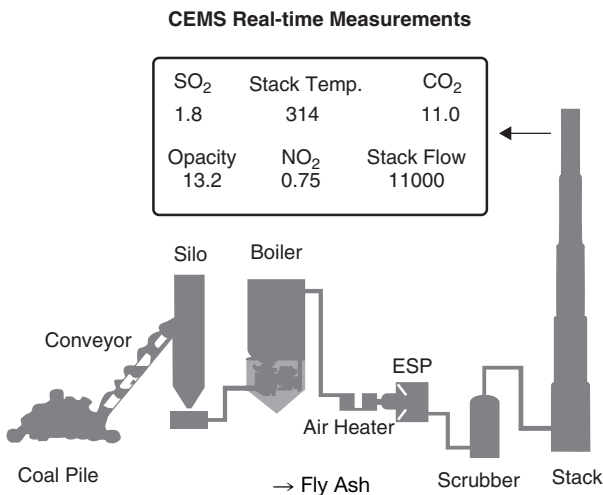 CEMS Real-time Measurements
SO₂ Stack Temp. CO₂
1.8 314 11.0
Opacity NO₂ Stack Flow
13.2 0.75 11000
Silo Boiler
Conveyor
ESP
Air Heater
Coal Pile → Fly Ash Scrubber Stack